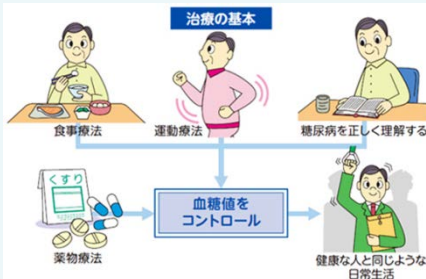 治療の基本
食事療法
運動療法
糖尿病を正しく理解する
くすり
薬物療法
血糖値を
コントロール
健康な人と同じような
日常生活